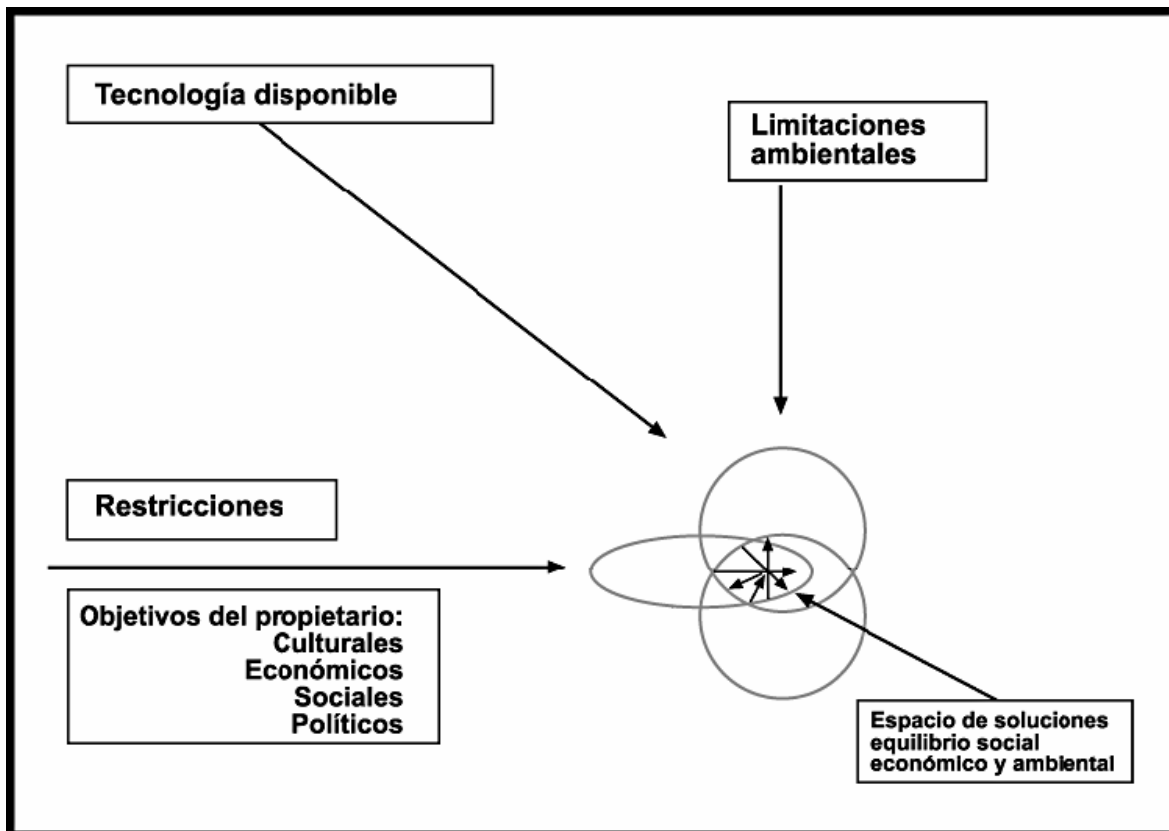 Tecnología disponible
Limitaciones
ambientales
Restricciones
Objetivos del propietario:
Culturales
Económicos
Sociales
Políticos
Espacio de soluciones
equilibrio social
económico y ambiental